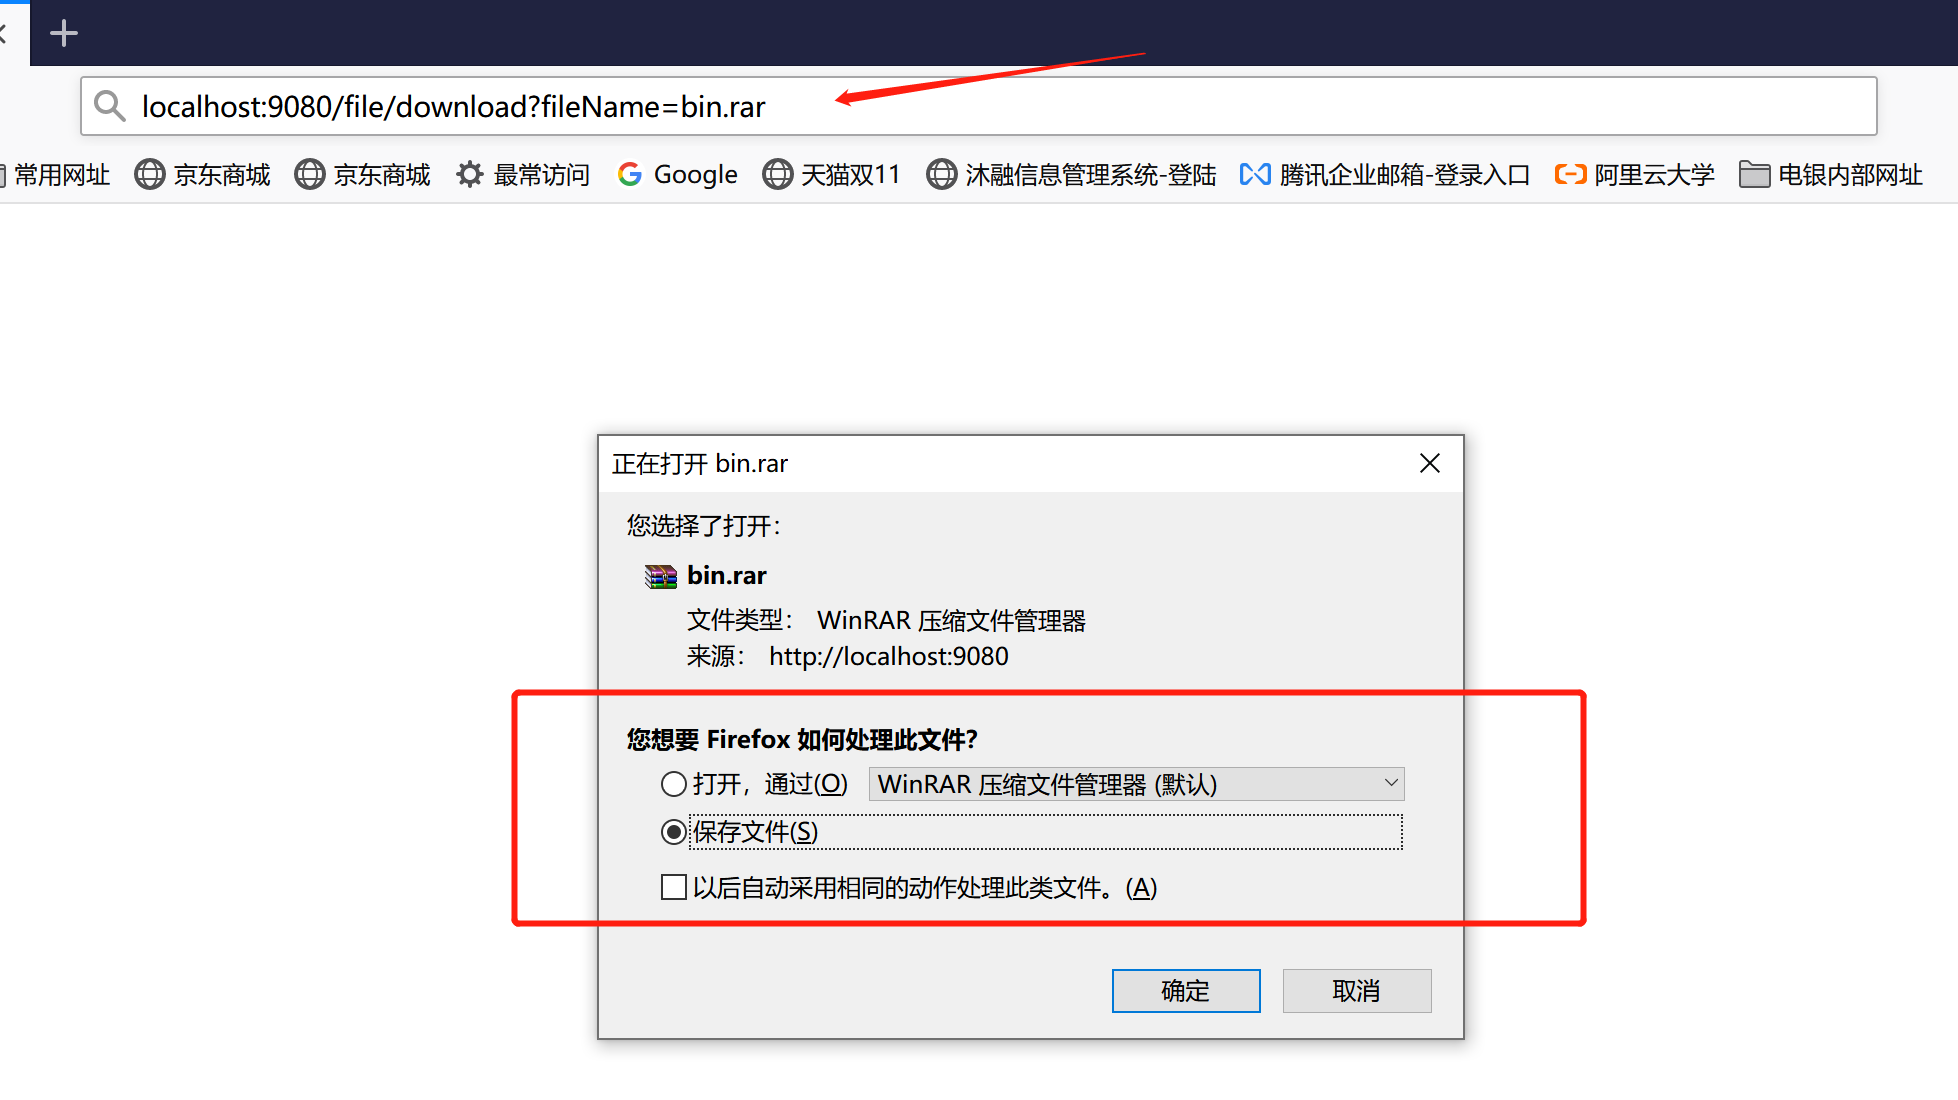 localhost:9080/file/download?fileName=bin.rar
常用网址 京东商城 京东商城 最常访问 Google 天猫双11 沐融信息管理系统-登陆 腾讯企业邮箱-登录入口 阿里云大学 电银内部网址
正在打开 bin.rar
您选择了打开：
bin.rar
文件类型： WinRAR 压缩文件管理器
来源： http://localhost:9080
您想要 Firefox 如何处理此文件？
打开，通过(O) WinRAR 压缩文件管理器 (默认)
保存文件(S)
以后自动采用相同的动作处理此类文件。(A)
确定 取消